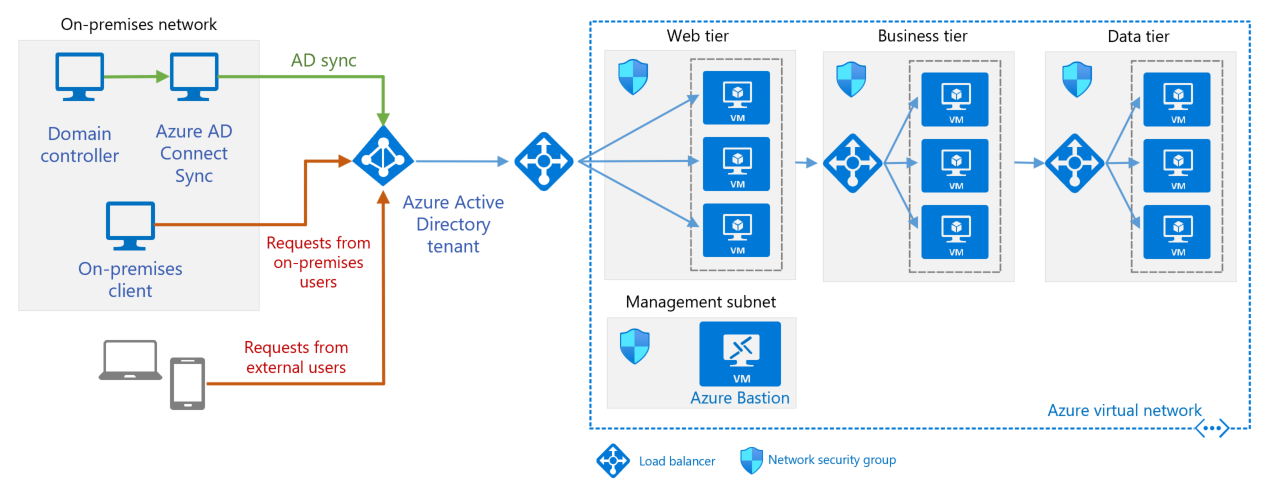 On-premises network
Domain
controller
Azure AD
Connect
Sync
On-premises
client
AD sync
Requests from
on-premises
users
Requests from
external users
Azure Active
Directory
tenant
Web tier
VM
VM
VM
Business tier
VM
VM
VM
Data tier
VM
VM
VM
Management subnet
VM
Azure Bastion
Azure virtual network
Load balancer
Network security group